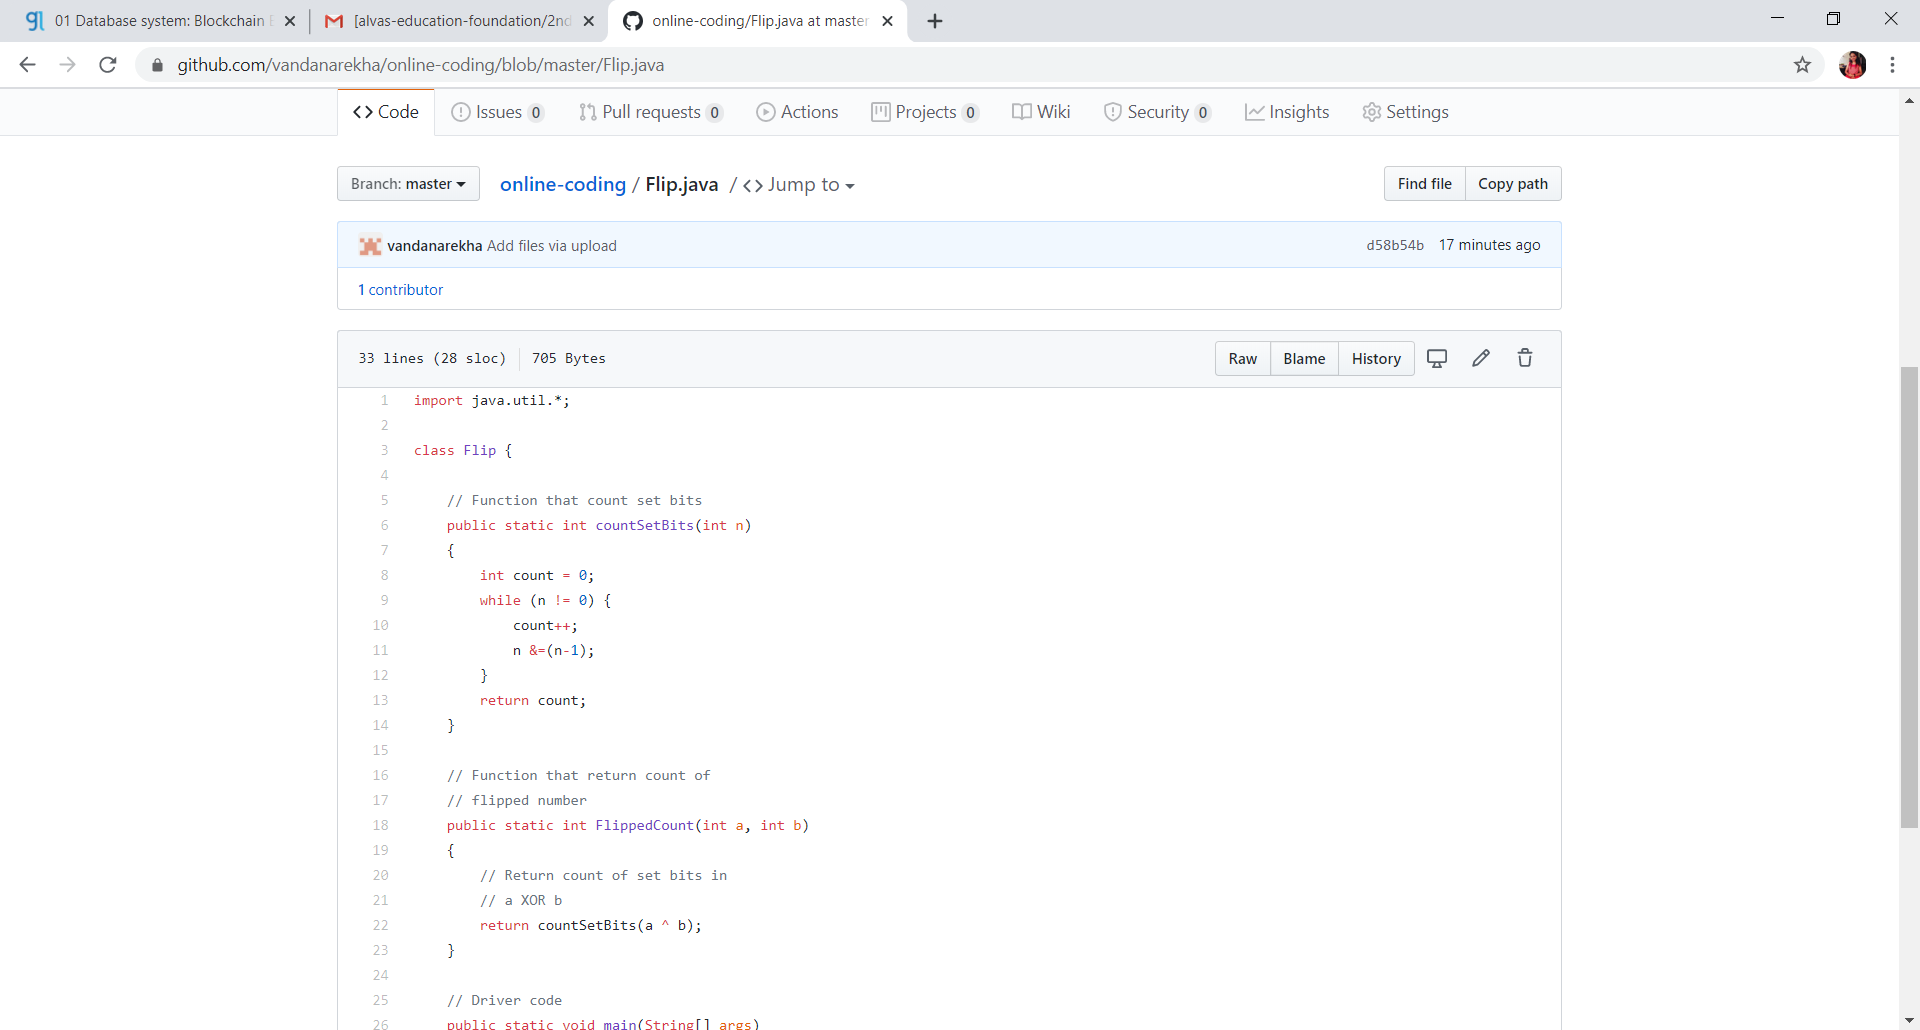 01 Database system: Blockchain
[alvas-education-foundation/2nd
online-coding/Flip.java at master
github.com/vandanarekha/online-coding/blob/master/Flip.java
Code Issues 0 Pull requests 0 Actions Projects 0 Wiki Security 0 Insights Settings
Branch: master online-coding / Flip.java / <> Jump to Find file Copy path
vandanarekha Add files via upload d58b54b 17 minutes ago
1 contributor
33 lines (28 sloc) 705 Bytes Raw Blame History
1 import java.util.*;
2
3 class Flip {
4
5 // Function that count set bits
6 public static int countSetBits(int n)
7 {
8 int count = 0;
9 while (n != 0) {
10 count++;
11 n &=(n-1);
12 }
13 return count;
14 }
15
16 // Function that return count of
17 // flipped number
18 public static int FlippedCount(int a, int b)
19 {
20 // Return count of set bits in
21 // a XOR b
22 return countSetBits(a ^ b);
23 }
24
25 // Driver code
26 public static void main(String[] args)